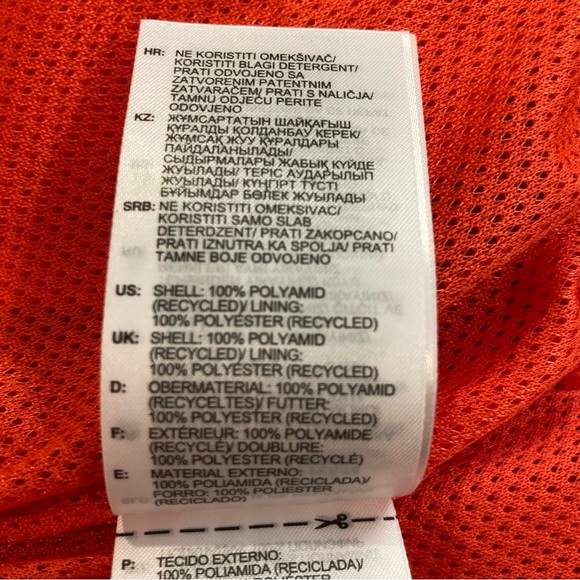 HR: NE KORISTITI OMEKŠIVAČ/
KORISTITI BLAGI DETERGENT/
PRATI ODVOJENO SA
ZATVORENIM PATENTNIM
ZATVARAČEM/ PRATI S NALIČJA/
TAMNU ODJEĆU PERITE
ODOVJENO
KZ: ЖҰМСАРТАТЫН ШАЙҚАҒЫШ
ҚҰРАЛДЫ ҚОЛДАНБАУ КЕРЕК/
ЖҰМСАҚ ЖУУ ҚҰРАЛДАРЫ
ПАЙДАЛАНЫЛАДЫ/
СЫДЫРМАЛАРЫ ЖАБЫҚ КҮЙДЕ
ЖУЫЛАДЫ/ ТЕРІС АУДАРЫЛЫП
ЖУЫЛАДЫ/ КҮҢГІРТ ТҮСТІ
БҰЙЫМДАР БӨЛЕК ЖУЫЛАДЫ
SRB: NE KORISTITI OMEKSIVAC/
KORISTITI SAMO SLAB
DETERDZENT/ PRATI ZAKOPCANO/
PRATI IZNUTRA KA SPOLJA/ PRATI
TAMNE BOJE ODVOJENO
US: SHELL: 100% POLYAMID
(RECYCLED)/ LINING:
100% POLYESTER (RECYCLED)
UK: SHELL: 100% POLYAMID
(RECYCLED)/ LINING:
100% POLYESTER (RECYCLED)
D: OBERMATERIAL: 100% POLYAMID
(RECYCELTES)/ FUTTER:
100% POLYESTER (RECYCLED)
F: EXTÉRIEUR: 100% POLYAMIDE
(RECYCLÉ)/ DOUBLURE:
100% POLYESTER (RECYCLÉ)
E: MATERIAL EXTERNO:
100% POLIAMIDA (RECICLADA)/
FORRO: 100% POLIESTER
(RECICLADO)
P: TECIDO EXTERNO:
100% POLIAMIDA (RECICLADA)/